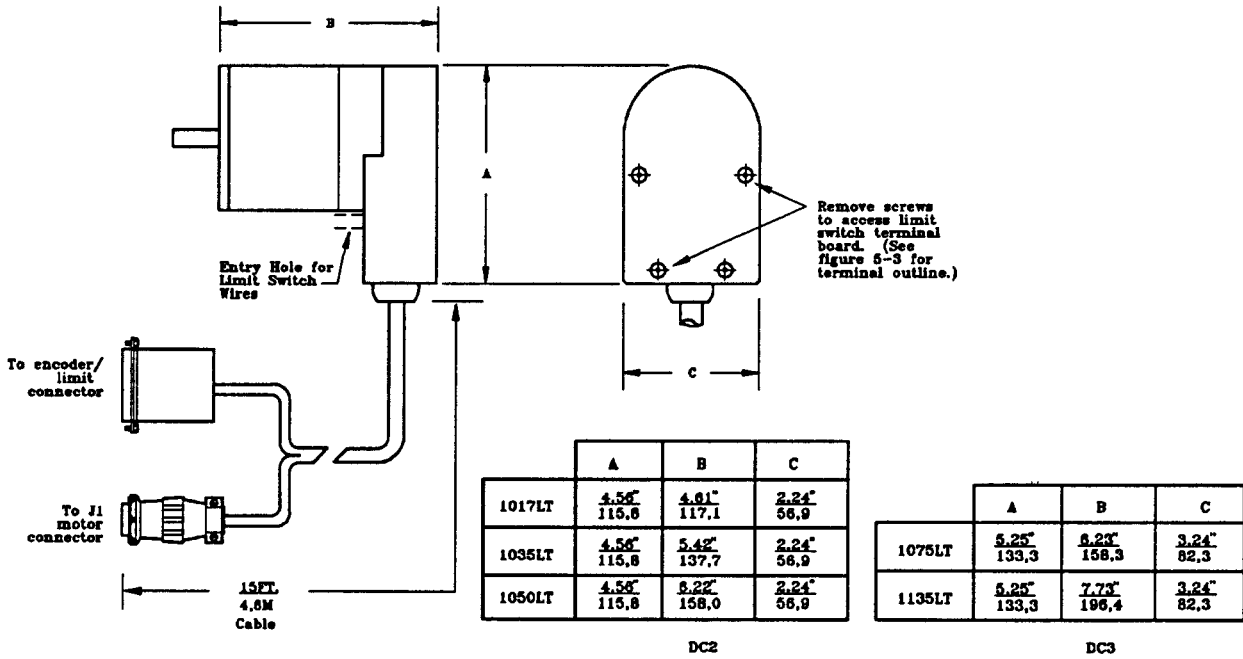 B
A
Entry Hole for
Limit Switch
Wires
Remove screws
to access limit
switch terminal
board. (See
figure 5-3 for
terminal outline.)
C
To encoder/
limit
connector
To J1
motor
connector
15FT.
4,6M
Cable
A B C
1017LT 4.56" 4.61" 2.24"
115,8 117,1 56,9
1035LT 4.56" 5.42" 2.24"
115,8 137,7 56,9
1050LT 4.56" 6.22" 2.24"
115,8 158,0 56,9
DC2
A B C
1075LT 5.25" 6.23" 3.24"
133,3 158,3 82,3
1135LT 5.25" 7.73" 3.24"
133,3 196,4 82,3
DC3